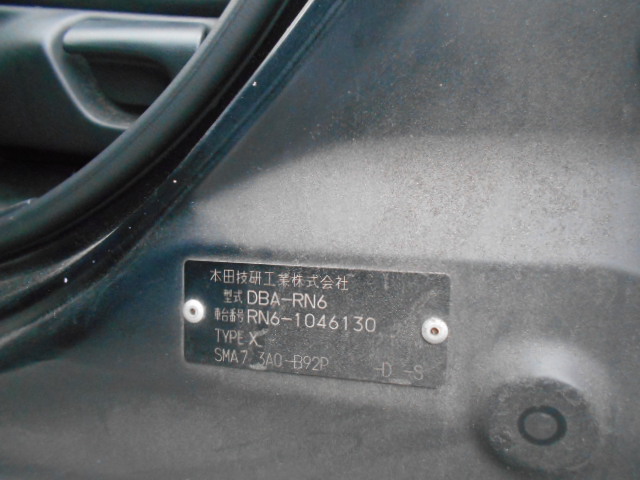 本田技研工業株式会社
型式 DBA-RN6
車台番号 RN6-1046130
TYPE X
SMA7 3A0-B92P -D -S